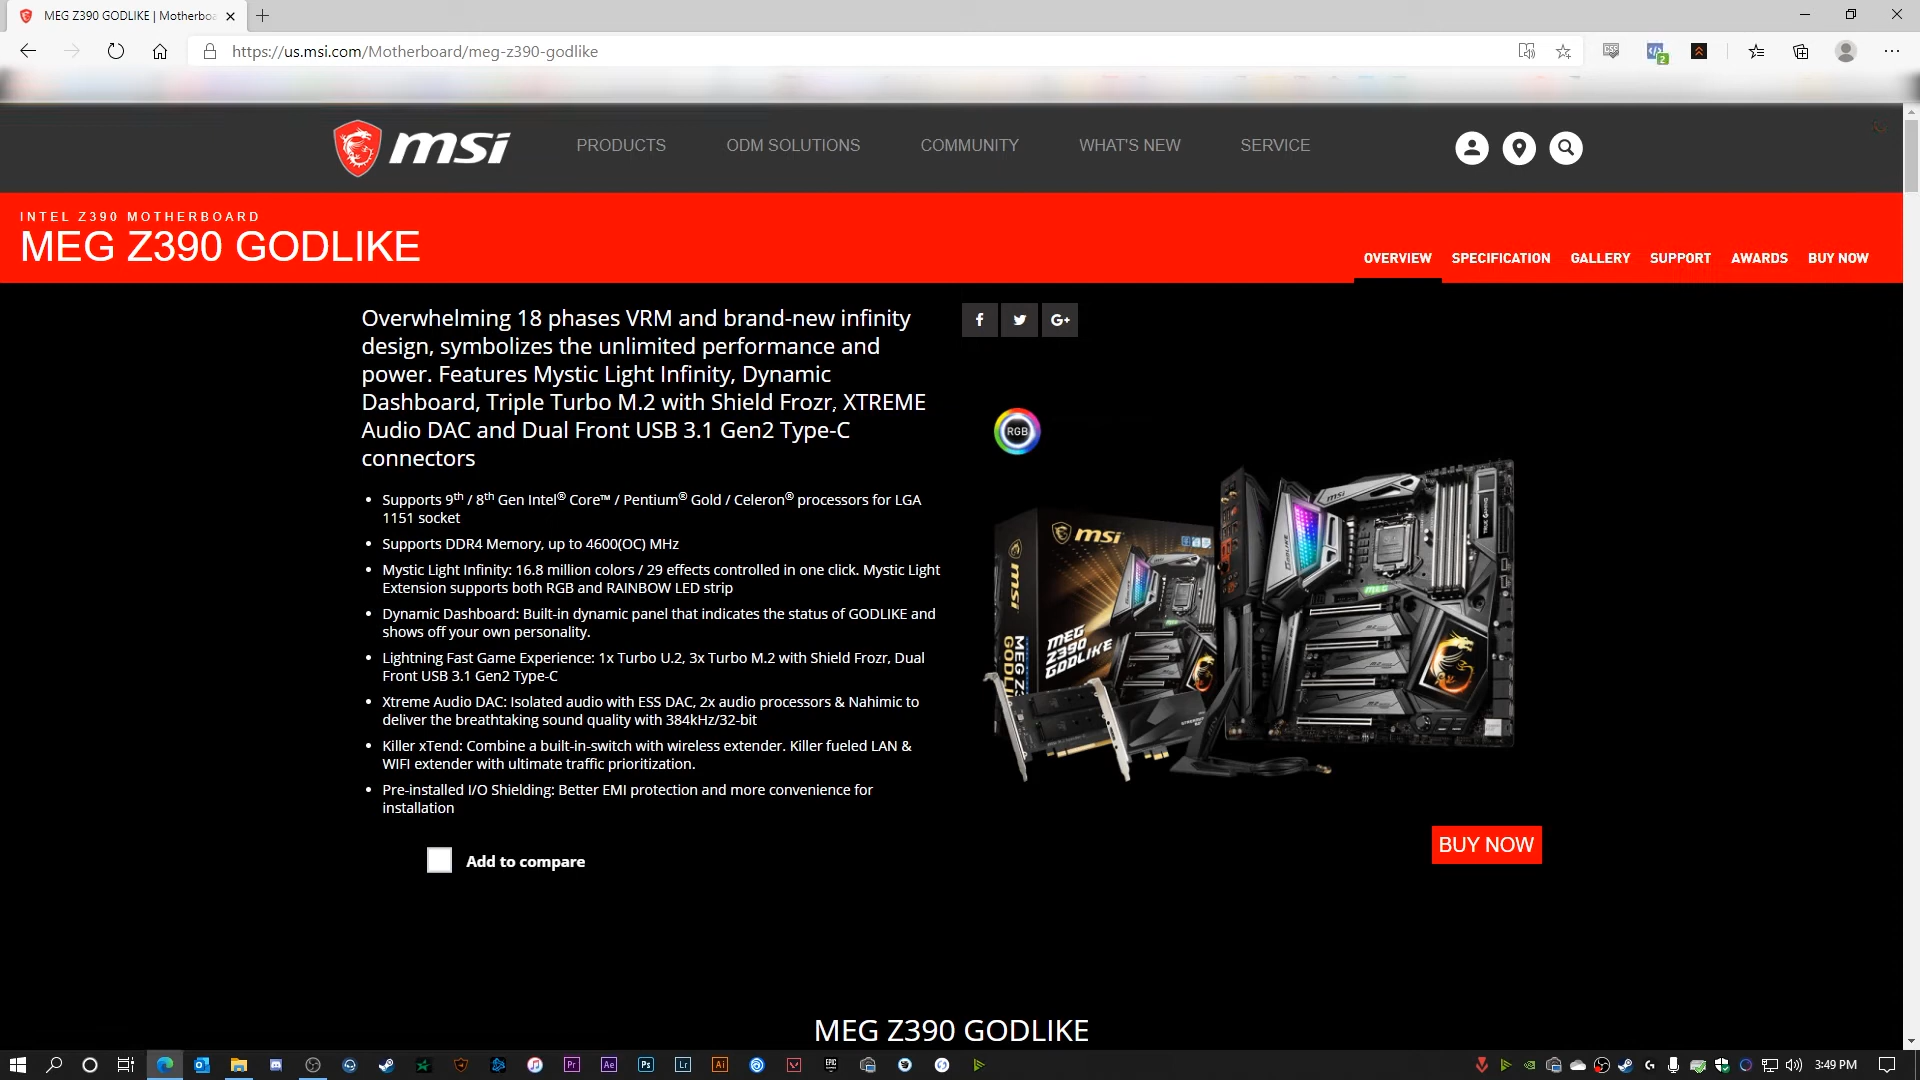 MEG Z390 GODLIKE | Motherboa
https://us.msi.com/Motherboard/meg-z390-godlike
2
msi
PRODUCTS
ODM SOLUTIONS
COMMUNITY
WHAT'S NEW
SERVICE
INTEL Z390 MOTHERBOARD
MEG Z390 GODLIKE
OVERVIEW
SPECIFICATION
GALLERY
SUPPORT
AWARDS
BUY NOW
Overwhelming 18 phases VRM and brand-new infinity
design, symbolizes the unlimited performance and
power. Features Mystic Light Infinity, Dynamic
Dashboard, Triple Turbo M.2 with Shield Frozr, XTREME
Audio DAC and Dual Front USB 3.1 Gen2 Type-C
connectors
• Supports 9th / 8th Gen Intel® Core™ / Pentium® Gold / Celeron® processors for LGA
1151 socket
• Supports DDR4 Memory, up to 4600(OC) MHz
• Mystic Light Infinity: 16.8 million colors / 29 effects controlled in one click. Mystic Light
Extension supports both RGB and RAINBOW LED strip
• Dynamic Dashboard: Built-in dynamic panel that indicates the status of GODLIKE and
shows off your own personality.
• Lightning Fast Game Experience: 1x Turbo U.2, 3x Turbo M.2 with Shield Frozr, Dual
Front USB 3.1 Gen2 Type-C
• Xtreme Audio DAC: Isolated audio with ESS DAC, 2x audio processors & Nahimic to
deliver the breathtaking sound quality with 384kHz/32-bit
• Killer xTend: Combine a built-in-switch with wireless extender. Killer fueled LAN &
WIFI extender with ultimate traffic prioritization.
• Pre-installed I/O Shielding: Better EMI protection and more convenience for
installation
Add to compare
f
G+
RGB
msi
msi
MEG
Z390
GODLIKE
msi
GODLIKE
MEG
BUY NOW
MEG Z390 GODLIKE
Pr
Ae
Ps
Lr
Ai
EPIC
3:49 PM